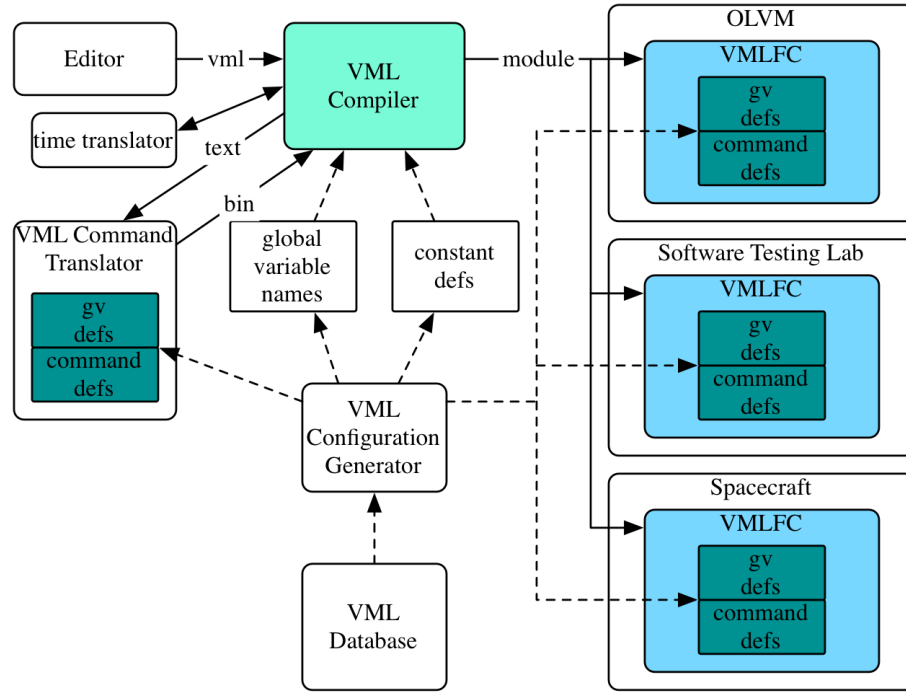 Editor
vml
VML
Compiler
module
time translator
text
bin
VML Command
Translator
gv
defs
command
defs
global
variable
names
constant
defs
VML
Configuration
Generator
VML
Database
OLVM
VMLFC
gv
defs
command
defs
Software Testing Lab
VMLFC
gv
defs
command
defs
Spacecraft
VMLFC
gv
defs
command
defs